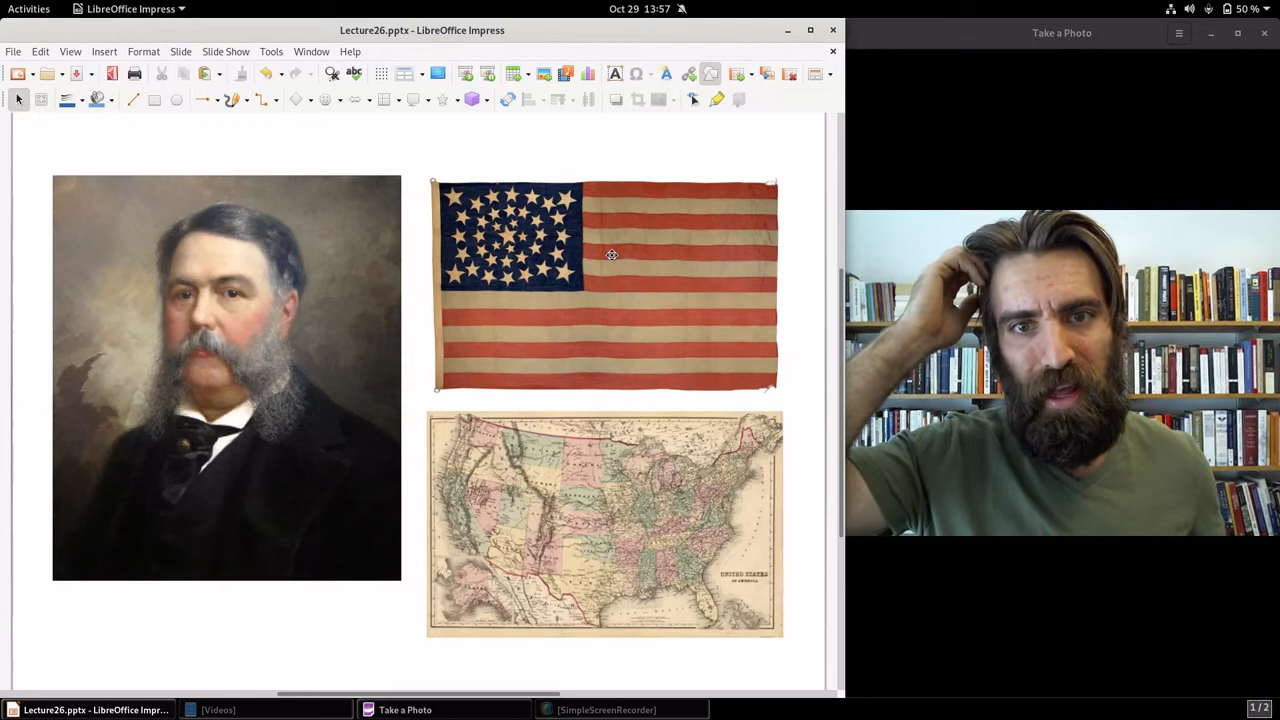 Activities
LibreOffice Impress
Oct 29 13:57
50 %
Lecture26.pptx - LibreOffice Impress
Take a Photo
File Edit View Insert Format Slide Slide Show Tools Window Help
abc
A Ω A
UNITED STATES
OF AMERICA
Lecture26.pptx - LibreOffice Impr...
[Videos]
Take a Photo
[SimpleScreenRecorder]
1 / 2